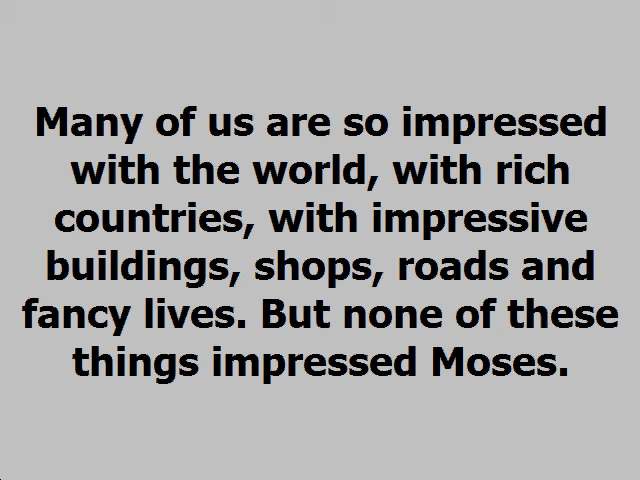 Many of us are so impressed
with the world, with rich
countries, with impressive
buildings, shops, roads and
fancy lives. But none of these
things impressed Moses.